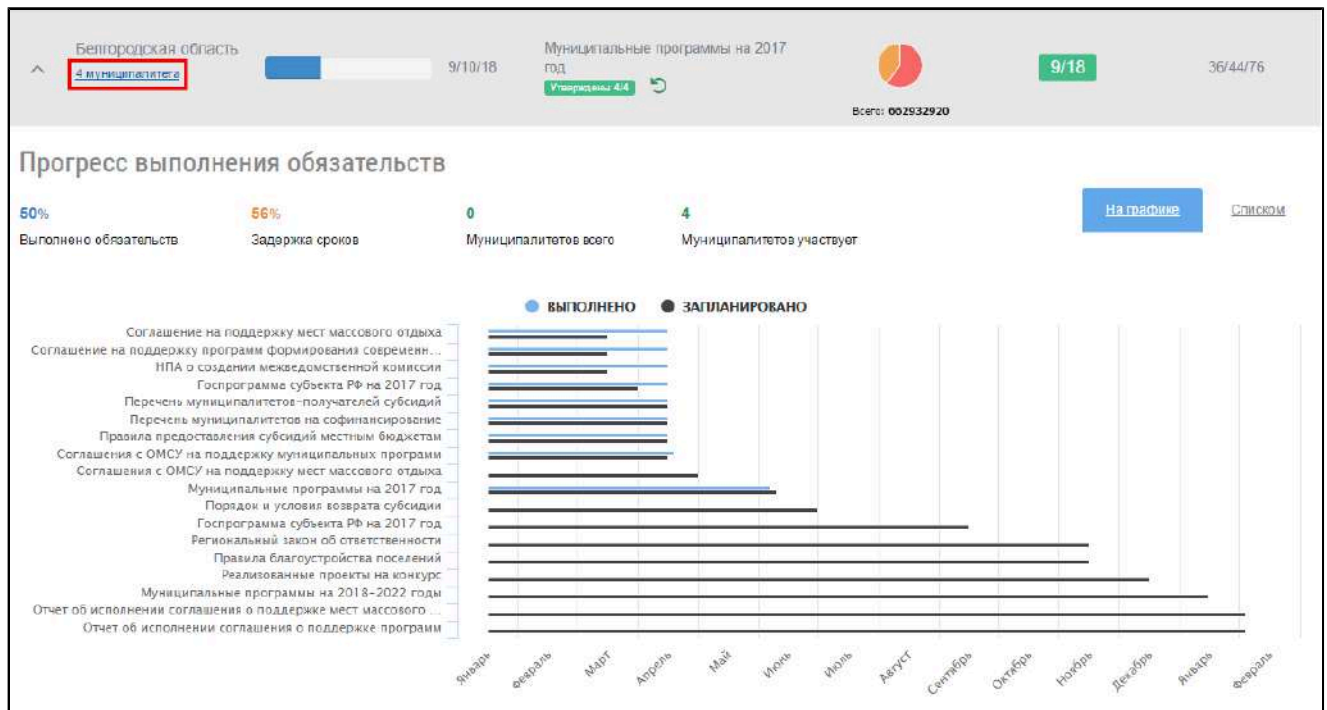 Белгородская область
4 муниципалитета
9/10/18
Муниципальные программы на 2017
год
Утверждены 4/4
Всего: 662932920
9/18
36/44/76
Прогресс выполнения обязательств
50%
Выполнено обязательств
56%
Задержка сроков
0
Муниципалитетов всего
4
Муниципалитетов участвует
На графике
Списком
ВЫПОЛНЕНО
ЗАПЛАНИРОВАНО
Соглашение на поддержку мест массового отдыха
Соглашение на поддержку программ формирования современн...
НПА о создании межведомственной комиссии
Госпрограмма субъекта РФ на 2017 год
Перечень муниципалитетов-получателей субсидий
Перечень муниципалитетов на софинансирование
Правила предоставления субсидий местным бюджетам
Соглашения с ОМСУ на поддержку муниципальных программ
Соглашения с ОМСУ на поддержку мест массового отдыха
Муниципальные программы на 2017 год
Порядок и условия возврата субсидии
Госпрограмма субъекта РФ на 2017 год
Региональный закон об ответственности
Правила благоустройства поселений
Реализованные проекты на конкурс
Муниципальные программы на 2018-2022 годы
Отчет об исполнении соглашения о поддержке мест массового ...
Отчет об исполнении соглашения о поддержке программ
Январь
Февраль
Март
Апрель
Май
Июнь
Июль
Август
Сентябрь
Октябрь
Ноябрь
Декабрь
Январь
Февраль